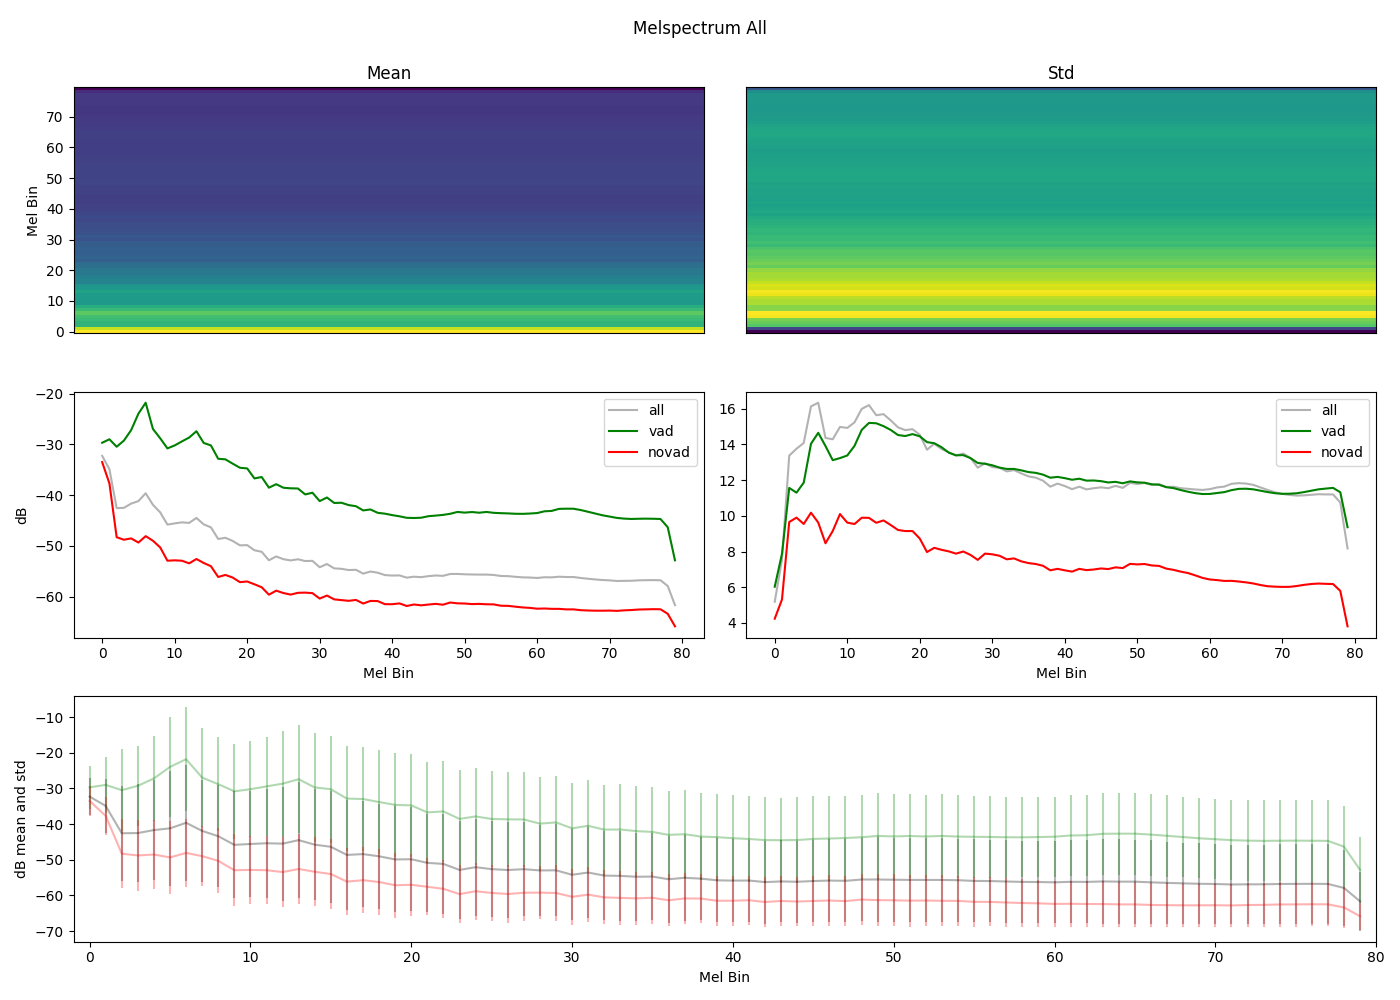 Melspectrum All
Mean
Std
70
60
50
40
30
20
10
0
Mel Bin
−20
−30
−40
−50
−60
dB
all
vad
novad
0 10 20 30 40 50 60 70 80
Mel Bin
16
14
12
10
8
6
4
all
vad
novad
0 10 20 30 40 50 60 70 80
Mel Bin
−10
−20
−30
−40
−50
−60
−70
dB mean and std
0 10 20 30 40 50 60 70 80
Mel Bin